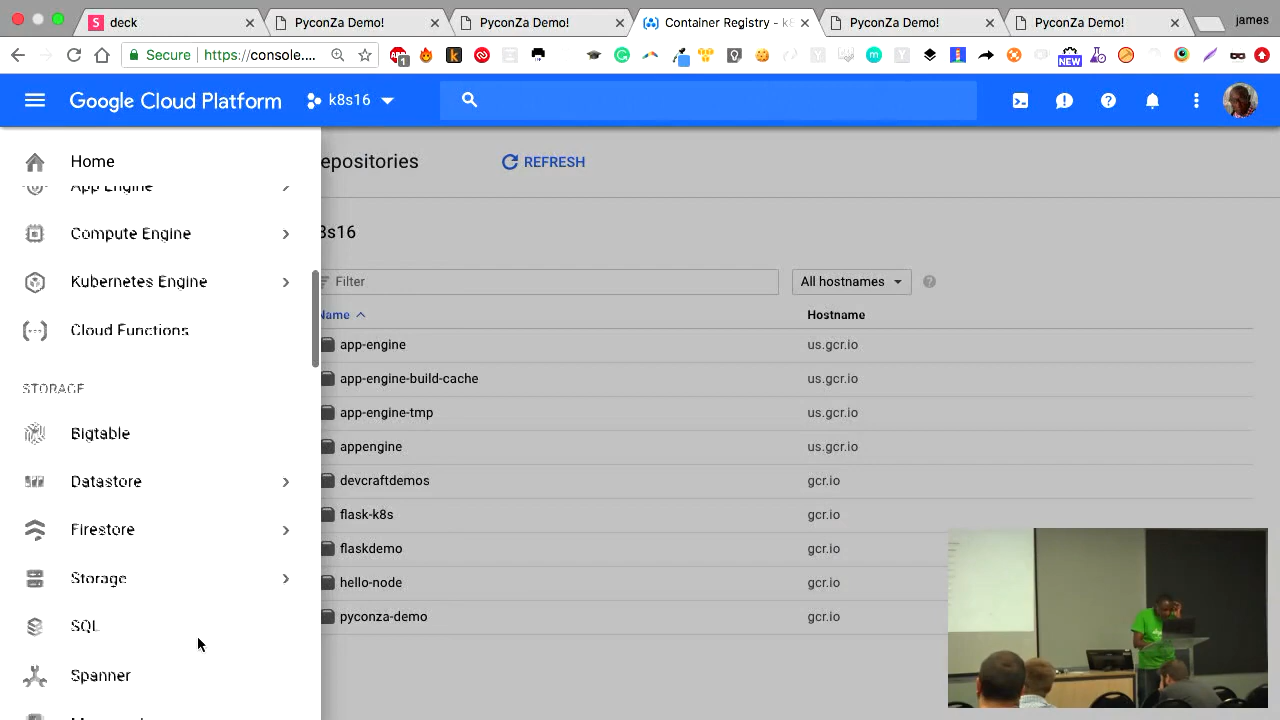 deck
PyconZa Demo!
PyconZa Demo!
Container Registry - k8
PyconZa Demo!
PyconZa Demo!
james
Secure
https://console....
1
NEW
Google Cloud Platform
k8s16
Home
App Engine
Compute Engine
Kubernetes Engine
Cloud Functions
STORAGE
Bigtable
Datastore
Firestore
Storage
SQL
Spanner
epositories
REFRESH
8s16
Filter
All hostnames
Name
Hostname
app-engine
us.gcr.io
app-engine-build-cache
us.gcr.io
app-engine-tmp
us.gcr.io
appengine
us.gcr.io
devcraftdemos
gcr.io
flask-k8s
gcr.io
flaskdemo
gcr.io
hello-node
gcr.io
pyconza-demo
gcr.io